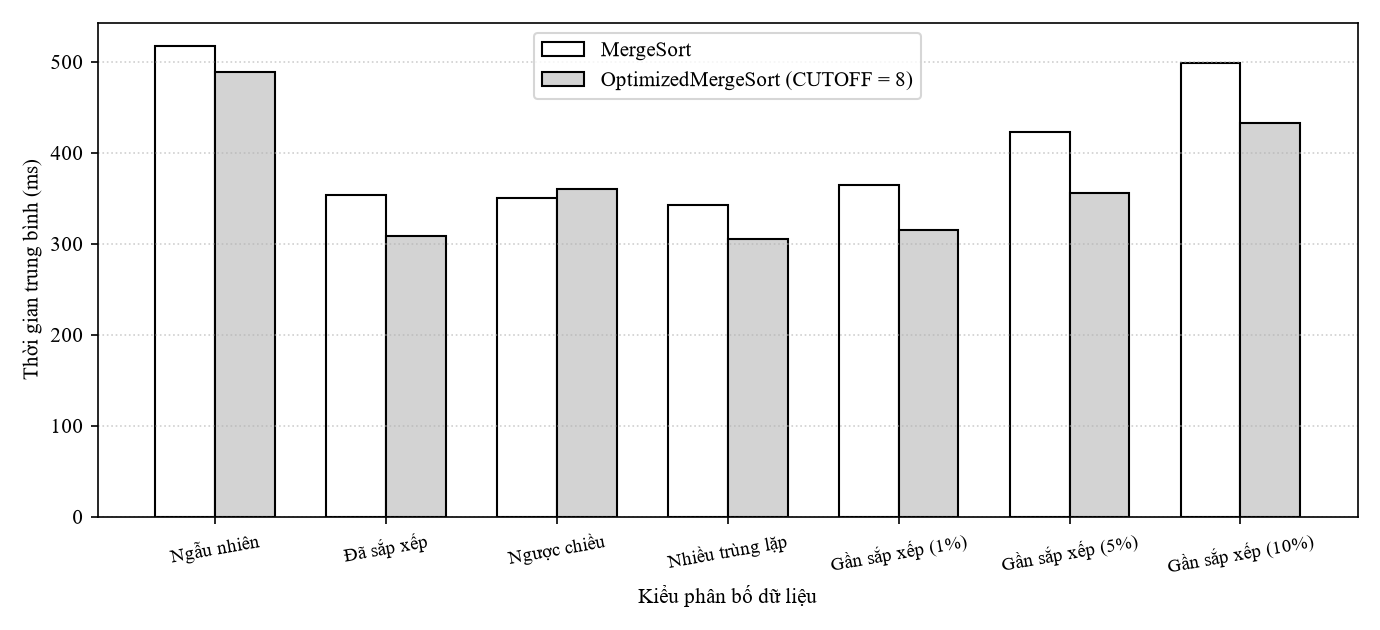 MergeSort
OptimizedMergeSort (CUTOFF = 8)
Thời gian trung bình (ms)
500
400
300
200
100
0
Ngẫu nhiên
Đã sắp xếp
Ngược chiều
Nhiều trùng lặp
Gần sắp xếp (1%)
Gần sắp xếp (5%)
Gần sắp xếp (10%)
Kiểu phân bố dữ liệu